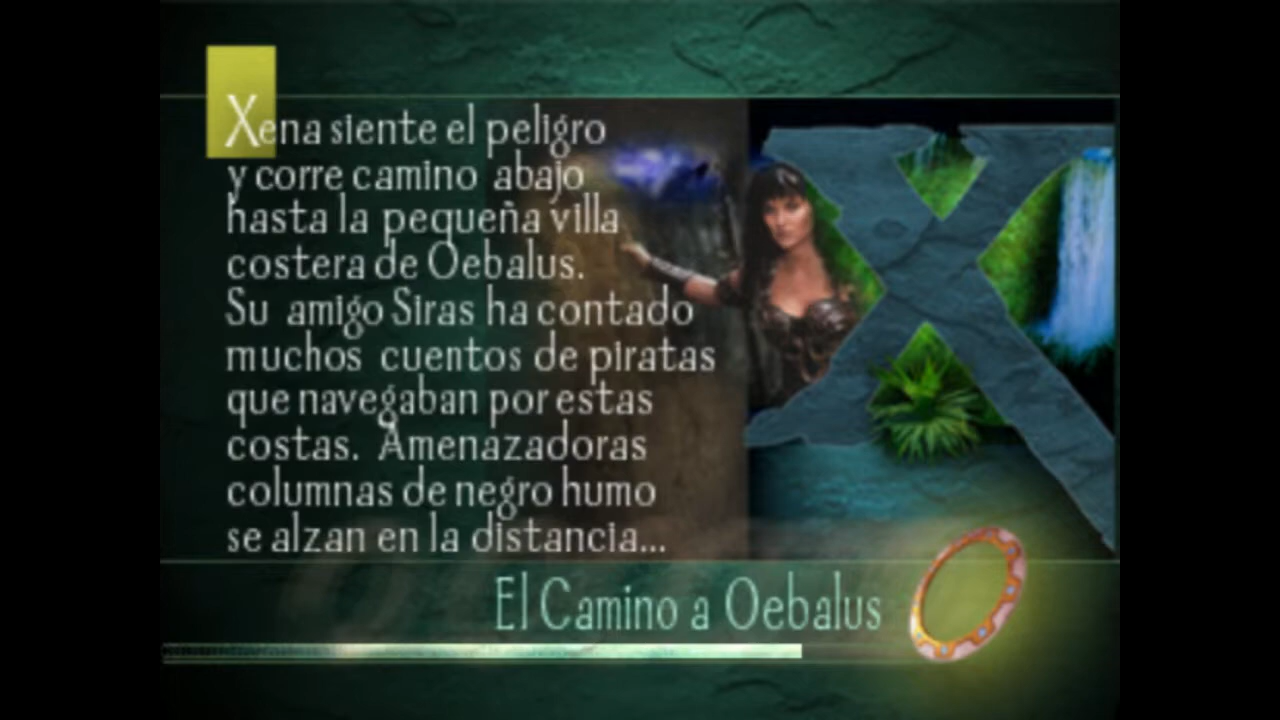 Xena siente el peligro
y corre camino abajo
hasta la pequeña villa
costera de Oebalus.
Su amigo Siras ha contado
muchos cuentos de piratas
que navegaban por estas
costas. Amenazadoras
columnas de negro humo
se alzan en la distancia...
El Camino a Oebalus